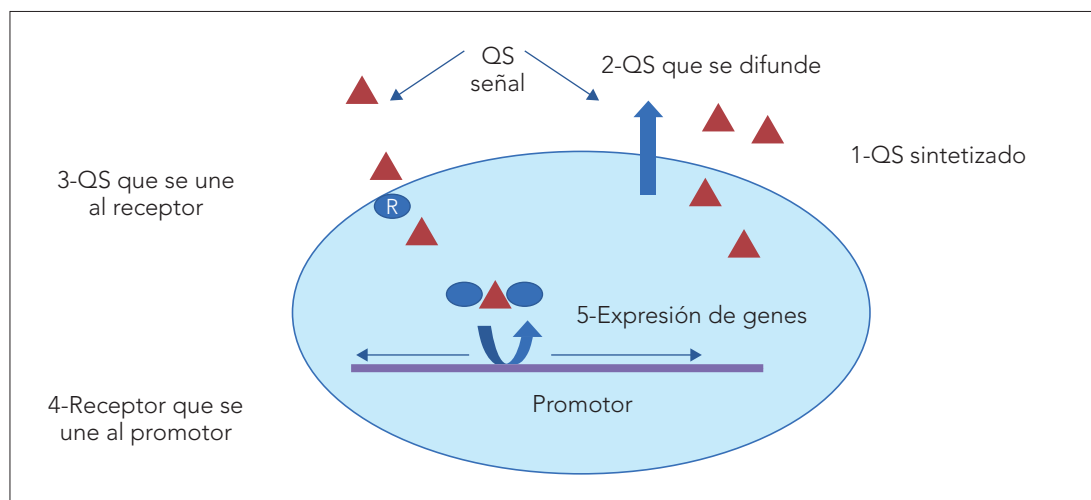 QS
señal
2-QS que se difunde
1-QS sintetizado
3-QS que se une
al receptor
R
5-Expresión de genes
Promotor
4-Receptor que se
une al promotor